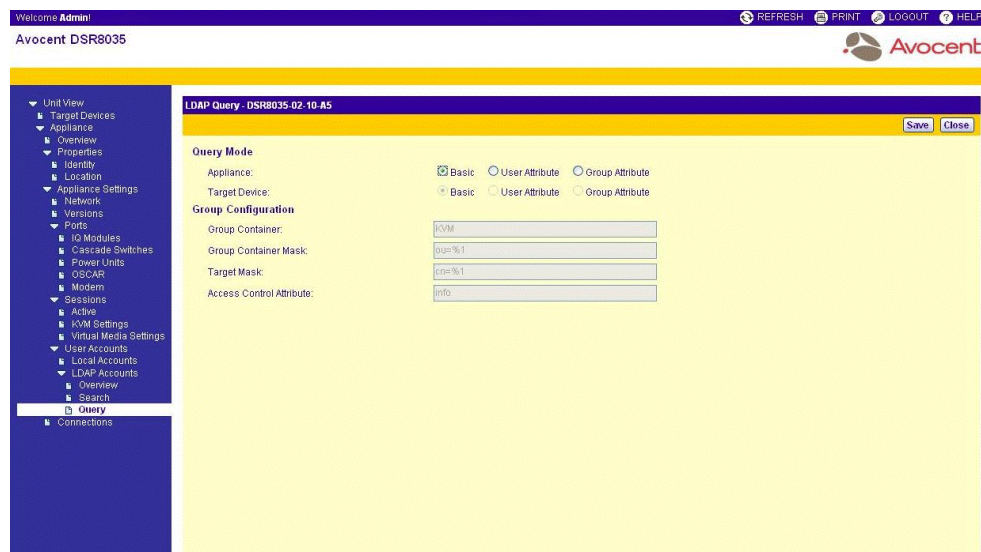 Welcome Admin!
REFRESH PRINT LOGOUT HELP
Avocent DSR8035
Avocent
Unit View
Target Devices
Appliance
Overview
Properties
Identity
Location
Appliance Settings
Network
Versions
Ports
IQ Modules
Cascade Switches
Power Units
OSCAR
Modem
Sessions
Active
KVM Settings
Virtual Media Settings
User Accounts
Local Accounts
LDAP Accounts
Overview
Search
Query
Connections
LDAP Query - DSR8035-02-10-A5
Save Close
Query Mode
Appliance: Basic User Attribute Group Attribute
Target Device: Basic User Attribute Group Attribute
Group Configuration
Group Container: KVM
Group Container Mask: ou=%1
Target Mask: cn=%1
Access Control Attribute: info